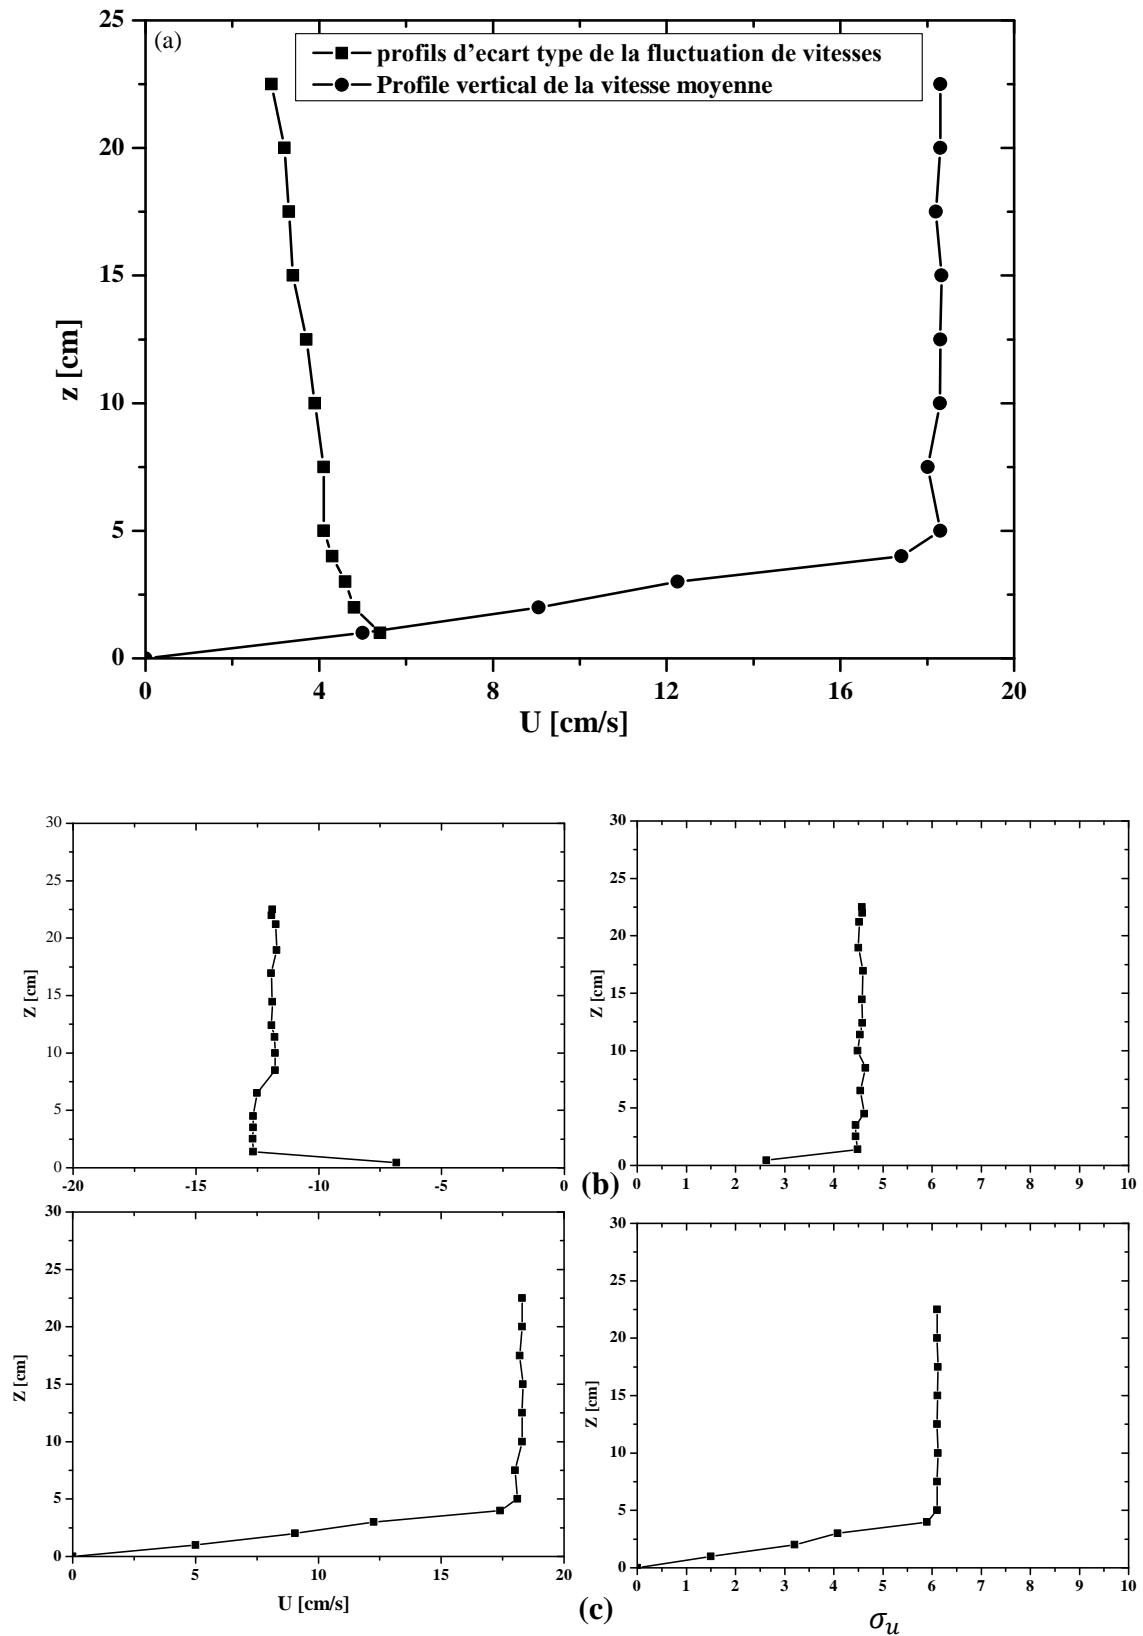 (a)
profils d'ecart type de la fluctuation de vitesses
Profile vertical de la vitesse moyenne
25
20
15
10
5
0
z [cm]
0 4 8 12 16 20
U [cm/s]
30
25
20
15
10
5
0
Z [cm]
-20 -15 -10 -5 0
30
25
20
15
10
5
0
Z [cm]
0 1 2 3 4 5 6 7 8 9 10
(b)
30
25
20
15
10
5
0
Z [cm]
0 5 10 15 20
U [cm/s]
30
25
20
15
10
5
0
Z [cm]
0 1 2 3 4 5 6 7 8 9 10
(c)
σu